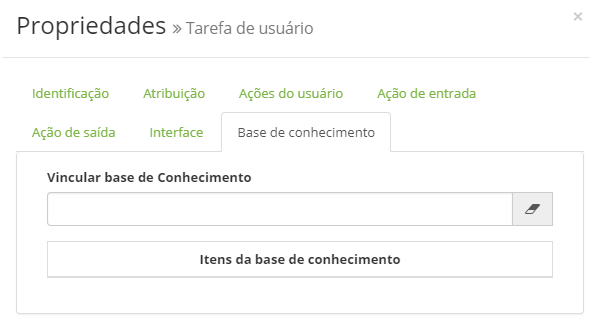 Propriedades » Tarefa de usuário ×
Identificação Atribuição Ações do usuário Ação de entrada
Ação de saída Interface Base de conhecimento
Vincular base de Conhecimento
Itens da base de conhecimento